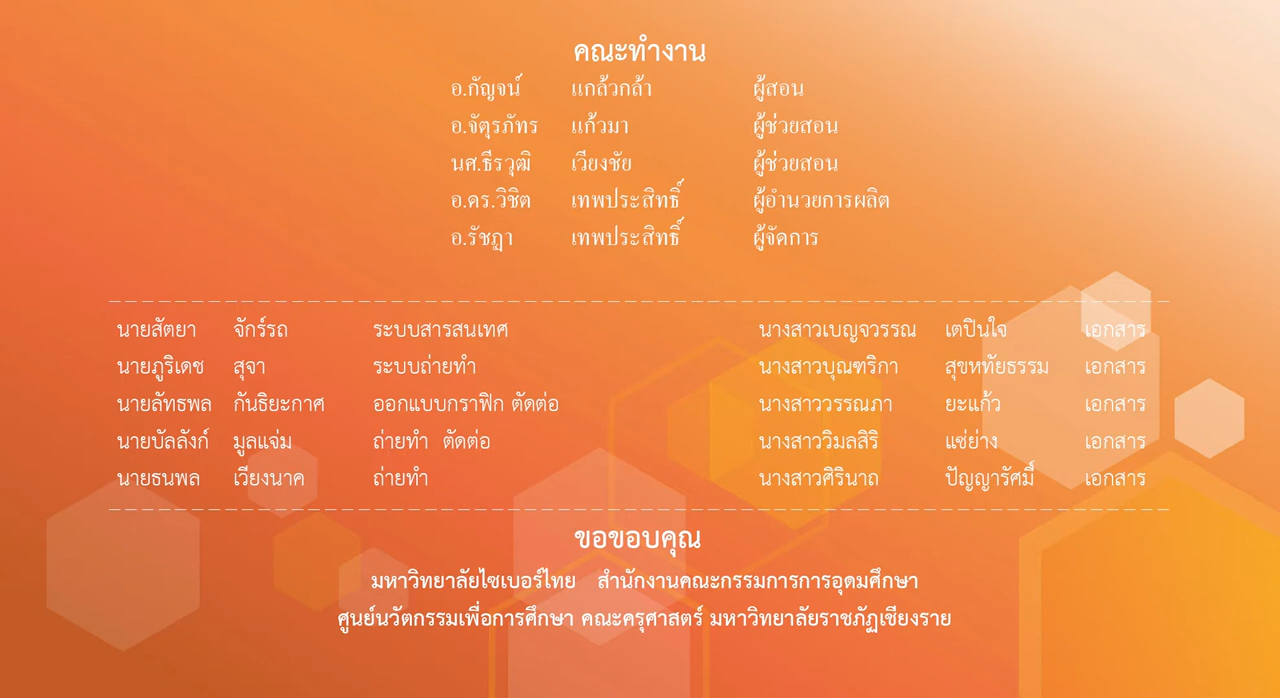 คณะทำงาน
อ.กัญจน์ แกล้วกล้า ผู้สอน
อ.จัตุรภัทร แก้วมา ผู้ช่วยสอน
นศ.ธีรวุฒิ เวียงชัย ผู้ช่วยสอน
อ.ดร.วิชิต เทพประสิทธิ์ ผู้อำนวยการผลิต
อ.รัชฎา เทพประสิทธิ์ ผู้จัดการ
นายสัตยา จักร์รถ ระบบสารสนเทศ นางสาวเบญจวรรณ เตปินใจ เอกสาร
นายภูริเดช สุจา ระบบถ่ายทำ นางสาวบุณฑริกา สุขหทัยธรรม เอกสาร
นายลัทธพล กันธิยะกาศ ออกแบบกราฟิก ตัดต่อ นางสาววรรณภา ยะแก้ว เอกสาร
นายบัลลังก์ มูลแจ่ม ถ่ายทำ ตัดต่อ นางสาววิมลสิริ แซ่ย่าง เอกสาร
นายธนพล เวียงนาค ถ่ายทำ นางสาวศิรินาถ ปัญญารัศมิ์ เอกสาร
ขอขอบคุณ
มหาวิทยาลัยไซเบอร์ไทย สำนักงานคณะกรรมการการอุดมศึกษา
ศูนย์นวัตกรรมเพื่อการศึกษา คณะครุศาสตร์ มหาวิทยาลัยราชภัฏเชียงราย